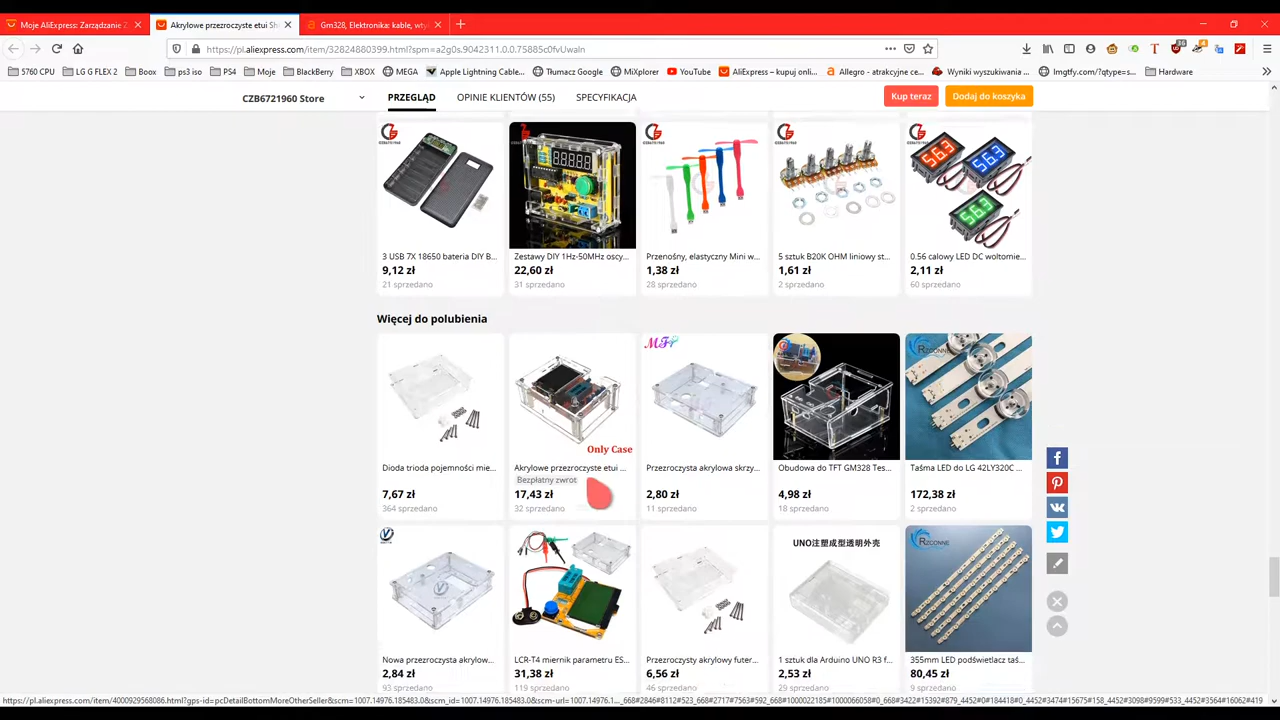 Moje AliExpress: Zarządzanie Z
Akrylowe przezroczyste etui Sh
Gm328, Elektronika: kable, wty
https://pl.aliexpress.com/item/32824880399.html?spm=a2g0s.9042311.0.0.75885c0fvUwaln
5760 CPU LG G FLEX 2 Boox ps3 iso PS4 Moje BlackBerry XBOX MEGA Apple Lightning Cable... Tłumacz Google MiXplorer YouTube AliExpress – kupuj onli... Allegro - atrakcyjne ce... Wyniki wyszukiwania ... lmgtfy.com/?qtype=s... Hardware
CZB6721960 Store PRZEGLĄD OPINIE KLIENTÓW (55) SPECYFIKACJA Kup teraz Dodaj do koszyka
3 USB 7X 18650 bateria DIY B...
9,12 zł
21 sprzedano
Zestawy DIY 1Hz-50MHz oscy...
22,60 zł
31 sprzedano
Przenośny, elastyczny Mini w...
1,38 zł
28 sprzedano
5 sztuk B20K OHM liniowy st...
1,61 zł
2 sprzedano
56.3
56.3
56.3
0.56 calowy LED DC woltomie...
2,11 zł
60 sprzedano
Więcej do polubienia
Dioda trioda pojemności mie...
7,67 zł
364 sprzedano
Only Case
Akrylowe przezroczyste etui ...
Bezpłatny zwrot
17,43 zł
32 sprzedano
Przezroczysta akrylowa skrzy...
2,80 zł
11 sprzedano
Obudowa do TFT GM328 Tes...
4,98 zł
18 sprzedano
RZCONNE
Taśma LED do LG 42LY320C ...
172,38 zł
2 sprzedano
Nowa przezroczysta akrylow...
2,84 zł
93 sprzedano
LCR-T4 miernik parametru ES...
31,38 zł
119 sprzedano
Przezroczysty akrylowy futer...
6,56 zł
46 sprzedano
UNO注塑成型透明外壳
1 sztuk dla Arduino UNO R3 f...
2,53 zł
29 sprzedano
RZCONNE
355mm LED podświetlacz taś...
80,45 zł
9 sprzedano